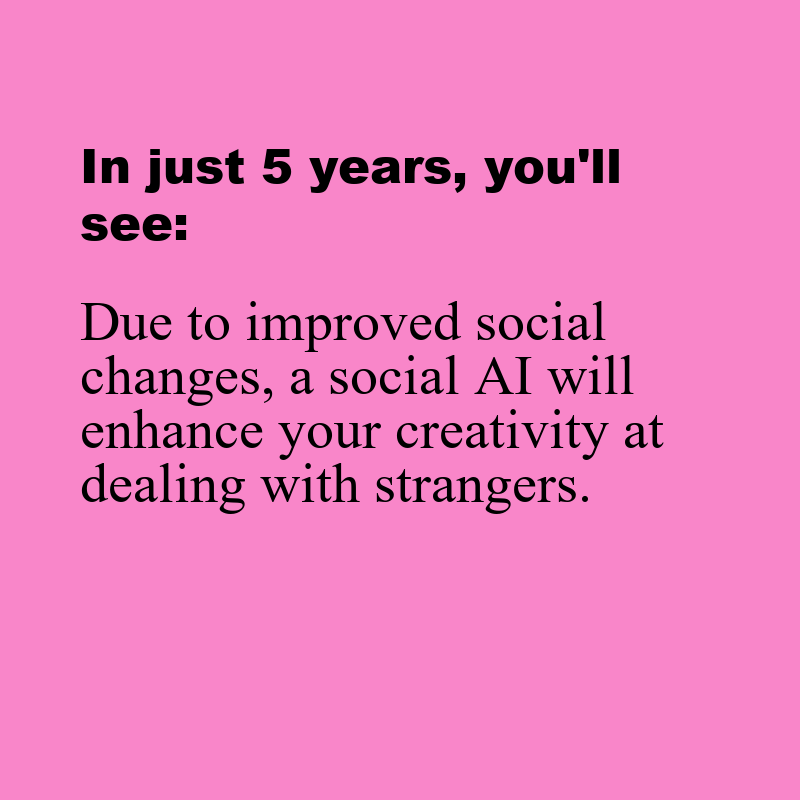 In just 5 years, you'll
see:
Due to improved social
changes, a social AI will
enhance your creativity at
dealing with strangers.